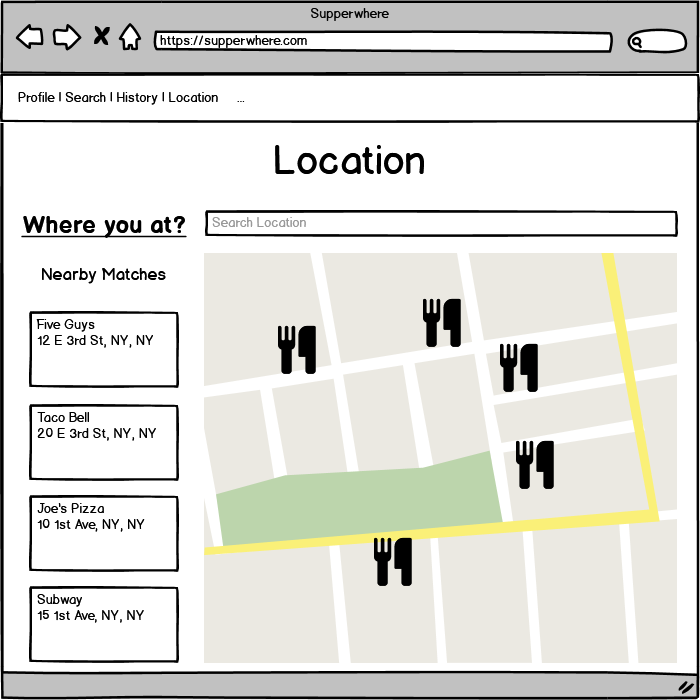 Supperwhere
https://supperwhere.com
Profile | Search | History | Location ...
Location
Where you at?
Search Location
Nearby Matches
Five Guys
12 E 3rd St, NY, NY
Taco Bell
20 E 3rd St, NY, NY
Joe's Pizza
10 1st Ave, NY, NY
Subway
15 1st Ave, NY, NY